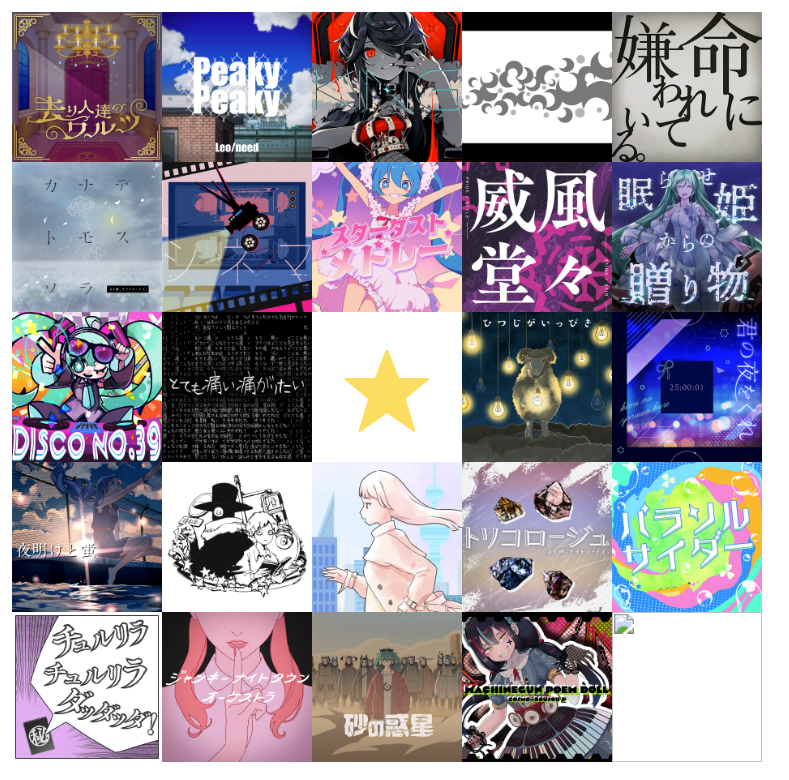 去り人達の
ワルツ
Peaky
Peaky
Leo/need
命に
嫌われて
いる。
カナデ
トモス
ソラ
シネマ
スターダスト
メドレー
風々
威堂
眠らせ姫
からの
贈り物
DISCO NO.39
とても痛い痛がりたい
ひつじがいっぴき
君の夜をくれ
25:00:01
夜明けと蛍
トリコロージュ
パラソル
サイダー
チュルリラ
チュルリラ
ダッダッダ!
㊙
ジャンキーナイトタウン
オーケストラ
砂の惑星
MACHINEGUN POEM DOLL